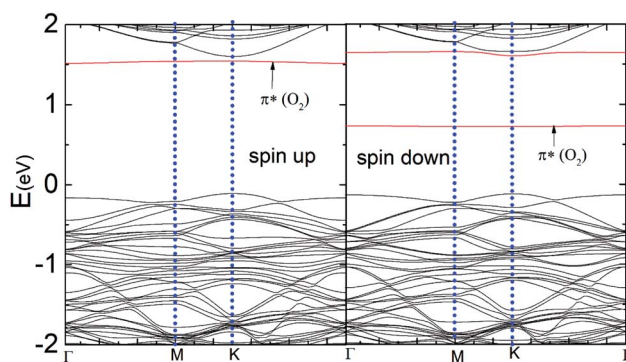 2
1
0
-1
-2
E(eV)
π* (O₂)
spin up
Γ
M
K
Γ
spin down
π* (O₂)
M
K
Γ